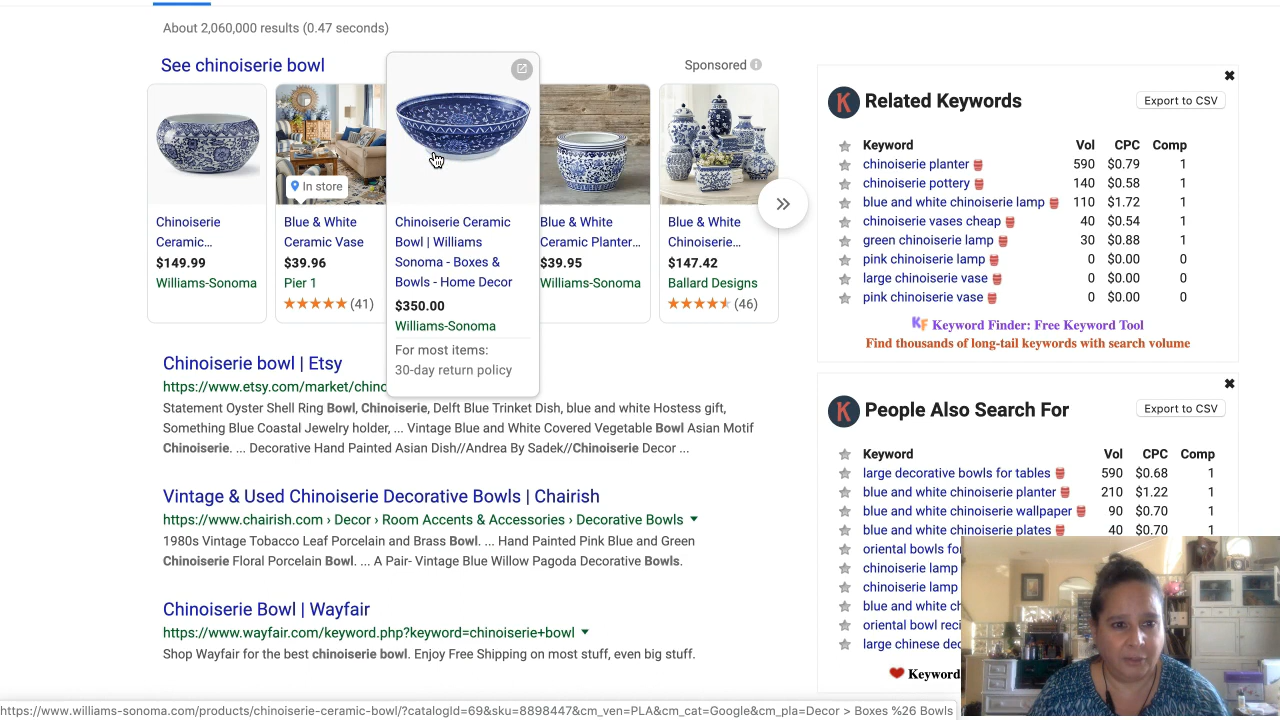 About 2,060,000 results (0.47 seconds)
See chinoiserie bowl
Sponsored
In store
Chinoiserie
Ceramic...
$149.99
Williams-Sonoma
Blue & White
Ceramic Vase
$39.96
Pier 1
(41)
Chinoiserie Ceramic
Bowl | Williams
Sonoma - Boxes &
Bowls - Home Decor
$350.00
Williams-Sonoma
For most items:
30-day return policy
Blue & White
Ceramic Planter...
$39.95
Williams-Sonoma
Blue & White
Chinoiserie...
$147.42
Ballard Designs
(46)
Chinoiserie bowl | Etsy
https://www.etsy.com/market/chino
Statement Oyster Shell Ring Bowl, Chinoiserie, Delft Blue Trinket Dish, blue and white Hostess gift,
Something Blue Coastal Jewelry holder, ... Vintage Blue and White Covered Vegetable Bowl Asian Motif
Chinoiserie. ... Decorative Hand Painted Asian Dish//Andrea By Sadek//Chinoiserie Decor ...
Vintage & Used Chinoiserie Decorative Bowls | Chairish
https://www.chairish.com › Decor › Room Accents & Accessories › Decorative Bowls
1980s Vintage Tobacco Leaf Porcelain and Brass Bowl. ... Hand Painted Pink Blue and Green
Chinoiserie Floral Porcelain Bowl. ... A Pair- Vintage Blue Willow Pagoda Decorative Bowls.
Chinoiserie Bowl | Wayfair
https://www.wayfair.com/keyword.php?keyword=chinoiserie+bowl
Shop Wayfair for the best chinoiserie bowl. Enjoy Free Shipping on most stuff, even big stuff.
K Related Keywords Export to CSV
Keyword Vol CPC Comp
chinoiserie planter 590 $0.79 1
chinoiserie pottery 140 $0.58 1
blue and white chinoiserie lamp 110 $1.72 1
chinoiserie vases cheap 40 $0.54 1
green chinoiserie lamp 30 $0.88 1
pink chinoiserie lamp 0 $0.00 0
large chinoiserie vase 0 $0.00 0
pink chinoiserie vase 0 $0.00 0
KF Keyword Finder: Free Keyword Tool
Find thousands of long-tail keywords with search volume
K People Also Search For Export to CSV
Keyword Vol CPC Comp
large decorative bowls for tables 590 $0.68 1
blue and white chinoiserie planter 210 $1.22 1
blue and white chinoiserie wallpaper 90 $0.70 1
blue and white chinoiserie plates 40 $0.70 1
oriental bowls fo
chinoiserie lamp
chinoiserie lamp
blue and white ch
oriental bowl reci
large chinese dec
Keyword
https://www.williams-sonoma.com/products/chinoiserie-ceramic-bowl/?catalogId=69&sku=8898447&cm_ven=PLA&cm_cat=Google&cm_pla=Decor > Boxes %26 Bowls